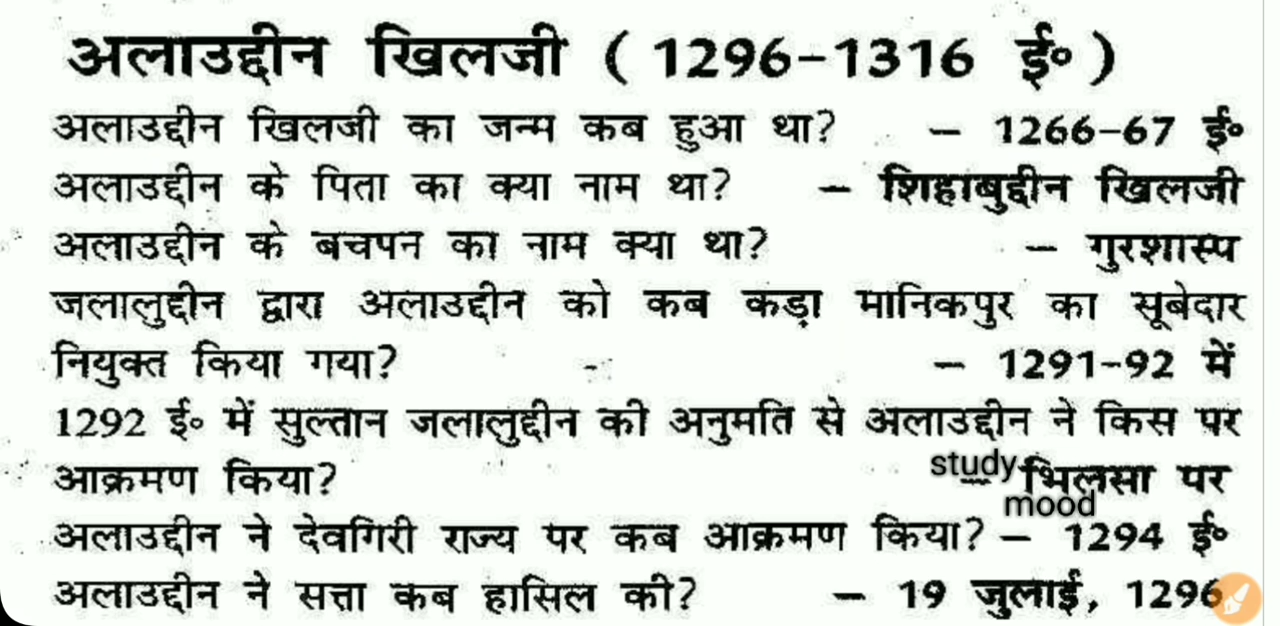 अलाउद्दीन खिलजी ( 1296-1316 ई० )
अलाउद्दीन खिलजी का जन्म कब हुआ था? – 1266-67 ई०
अलाउद्दीन के पिता का क्या नाम था? – शिहाबुद्दीन खिलजी
अलाउद्दीन के बचपन का नाम क्या था? – गुरशास्प
जलालुद्दीन द्वारा अलाउद्दीन को कब कड़ा मानिकपुर का सूबेदार
नियुक्त किया गया? – 1291-92 में
1292 ई० में सुल्तान जलालुद्दीन की अनुमति से अलाउद्दीन ने किस पर
आक्रमण किया? – भिलसा पर
study
mood
अलाउद्दीन ने देवगिरी राज्य पर कब आक्रमण किया? – 1294 ई०
अलाउद्दीन ने सत्ता कब हासिल की? – 19 जुलाई, 1296